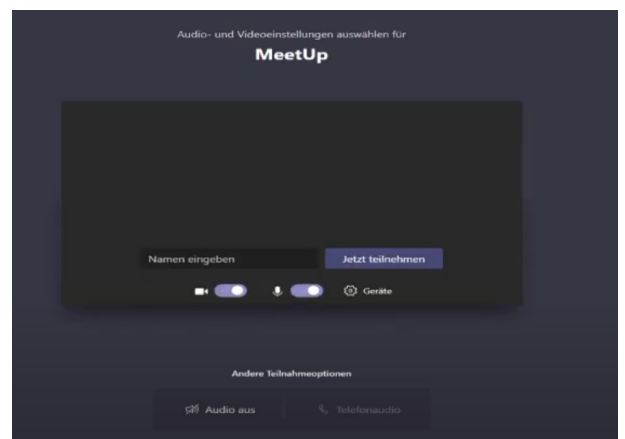 Audio- und Videoeinstellungen auswählen für
MeetUp
Namen eingeben
Jetzt teilnehmen
Geräte
Andere Teilnahmeoptionen
Audio aus
Telefonaudio